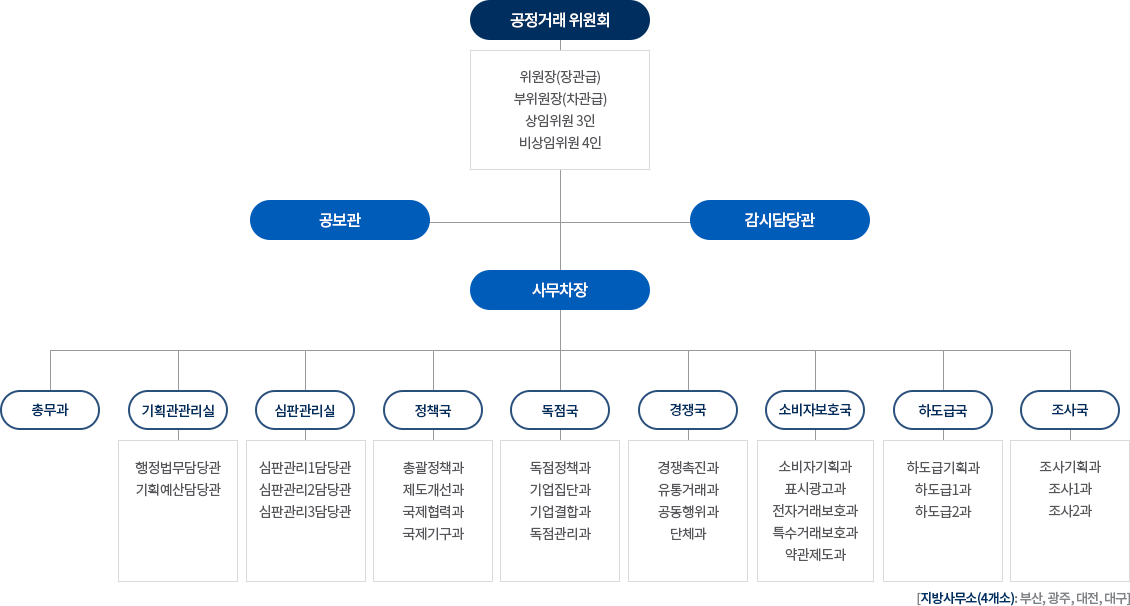 공정거래 위원회
위원장(장관급)
부위원장(차관급)
상임위원 3인
비상임위원 4인
공보관
감시담당관
사무차장
총무과
기획관관리실
행정법무담당관
기획예산담당관
심판관리실
심판관리1담당관
심판관리2담당관
심판관리3담당관
정책국
총괄정책과
제도개선과
국제협력과
국제기구과
독점국
독점정책과
기업집단과
기업결합과
독점관리과
경쟁국
경쟁촉진과
유통거래과
공동행위과
단체과
소비자보호국
소비자기획과
표시광고과
전자거래보호과
특수거래보호과
약관제도과
하도급국
하도급기획과
하도급1과
하도급2과
조사국
조사기획과
조사1과
조사2과
[지방사무소(4개소): 부산, 광주, 대전, 대구]